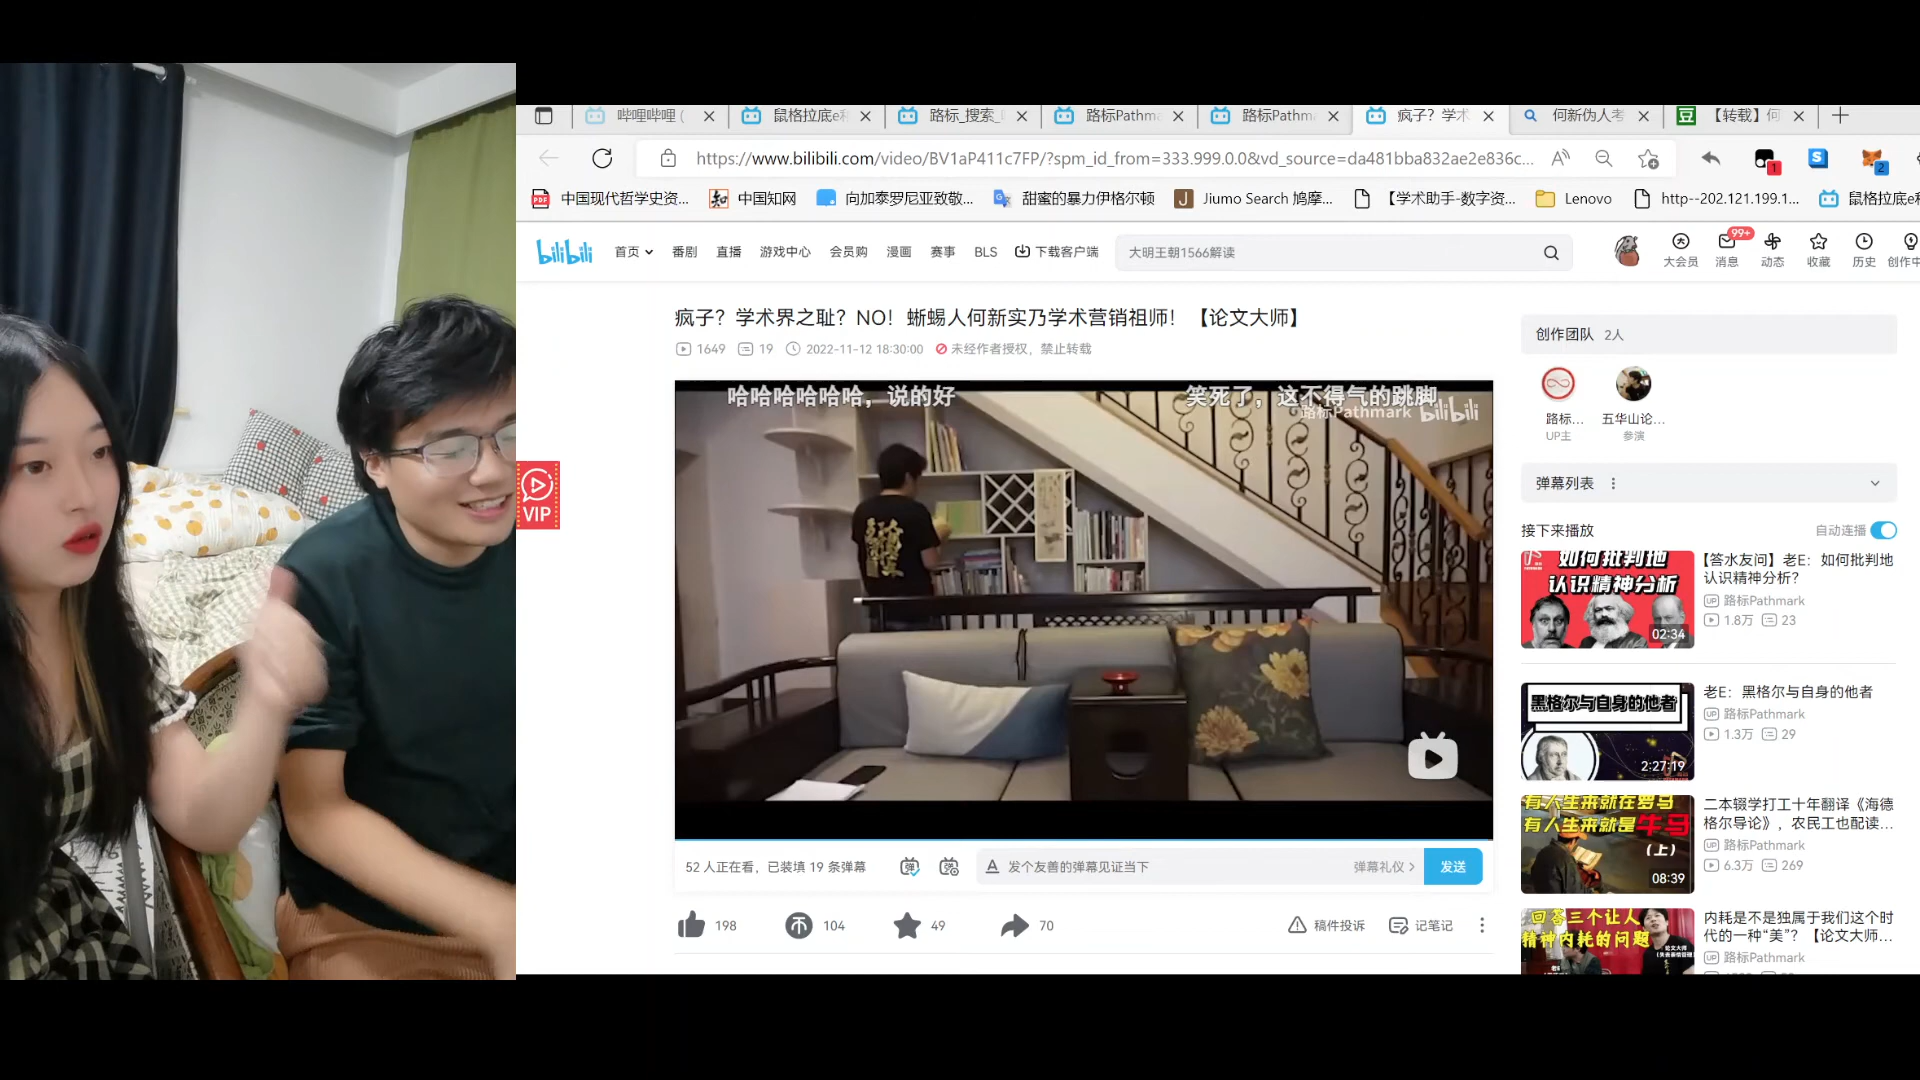 哔哩哔哩 (
鼠格拉底e和
路标_搜索_
路标Pathm
路标Pathm
疯子？学术
何新伪人考
【转载】何
https://www.bilibili.com/video/BV1aP411c7FP/?spm_id_from=333.999.0.0&vd_source=da481bba832ae2e836c...
中国现代哲学史资...
中国知网
向加泰罗尼亚致敬...
甜蜜的暴力伊格尔顿
Jiumo Search 鸠摩...
【学术助手-数字资...
Lenovo
http--202.121.199.1...
鼠格拉底e和
bilibili
首页
番剧
直播
游戏中心
会员购
漫画
赛事
BLS
下载客户端
大明王朝1566解读
大会员
99+
消息
动态
收藏
历史
创作中
疯子？学术界之耻？NO！蜥蜴人何新实乃学术营销祖师！【论文大师】
1649 19 2022-11-12 18:30:00 未经作者授权，禁止转载
哈哈哈哈哈哈，说的好
笑死了，这不得气的跳脚
路标Pathmark bilibili
VIP
52 人正在看，已装填 19 条弹幕
发个友善的弹幕见证当下
弹幕礼仪 >
发送
198
104
49
70
稿件投诉
记笔记
创作团队 2人
路标...
UP主
五华山论...
参演
弹幕列表
接下来播放
自动连播
如何批判地
认识精神分析
02:34
【答水友问】老E：如何批判地
认识精神分析？
路标Pathmark
1.8万 23
黑格尔与自身的他者
2:27:19
老E：黑格尔与自身的他者
路标Pathmark
1.3万 29
有人生来就在罗马
有人生来就是牛马
（上）
08:39
二本辍学打工十年翻译《海德
格尔导论》，农民工也配读...
路标Pathmark
6.3万 269
回答三个让人
精神内耗的问题
论文大师
内耗是不是独属于我们这个时
代的一种“美”？【论文大师...
路标Pathmark